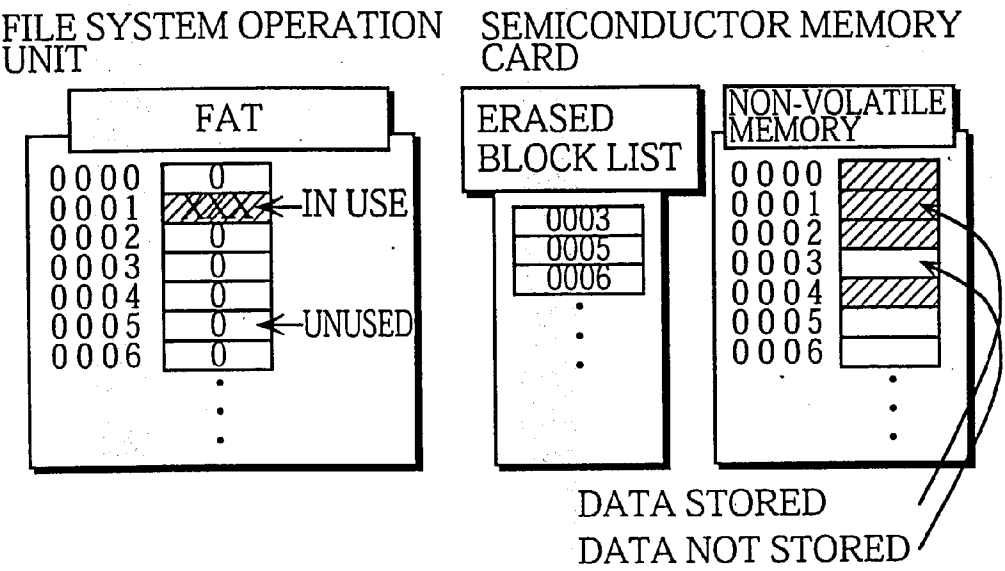 FILE SYSTEM OPERATION
UNIT
FAT
0000 0
0001 XXX
IN USE
0002 0
0003 0
0004 0
0005 0
UNUSED
0006 0
SEMICONDUCTOR MEMORY
CARD
ERASED
BLOCK LIST
0003
0005
0006
NON-VOLATILE
MEMORY
0000
0001
0002
0003
0004
0005
0006
DATA STORED
DATA NOT STORED